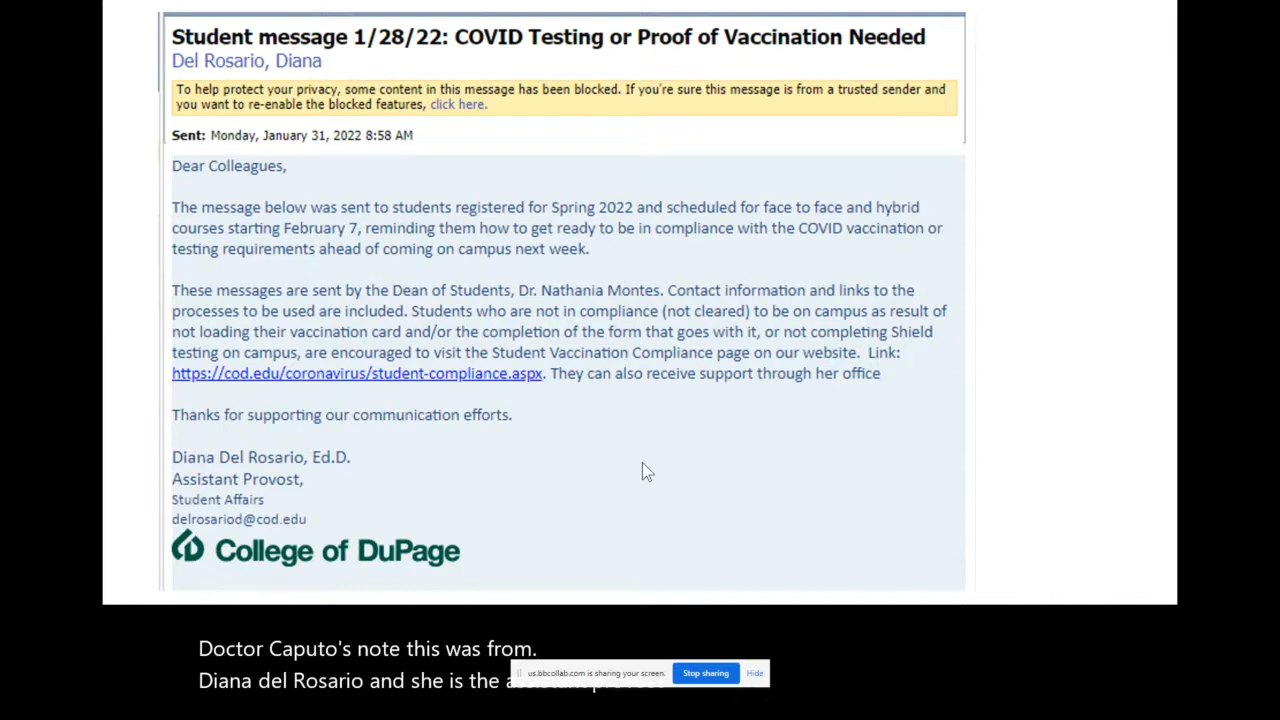 Student message 1/28/22: COVID Testing or Proof of Vaccination Needed
Del Rosario, Diana
To help protect your privacy, some content in this message has been blocked. If you're sure this message is from a trusted sender and
you want to re-enable the blocked features, click here.
Sent: Monday, January 31, 2022 8:58 AM
Dear Colleagues,
The message below was sent to students registered for Spring 2022 and scheduled for face to face and hybrid
courses starting February 7, reminding them how to get ready to be in compliance with the COVID vaccination or
testing requirements ahead of coming on campus next week.
These messages are sent by the Dean of Students, Dr. Nathania Montes. Contact information and links to the
processes to be used are included. Students who are not in compliance (not cleared) to be on campus as result of
not loading their vaccination card and/or the completion of the form that goes with it, or not completing Shield
testing on campus, are encouraged to visit the Student Vaccination Compliance page on our website.  Link:
https://cod.edu/coronavirus/student-compliance.aspx. They can also receive support through her office
Thanks for supporting our communication efforts.
Diana Del Rosario, Ed.D.
Assistant Provost,
Student Affairs
delrosariod@cod.edu
College of DuPage
Doctor Caputo's note this was from.
Diana del Rosario and she is the
us.bbcollab.com is sharing your screen. Stop sharing Hide